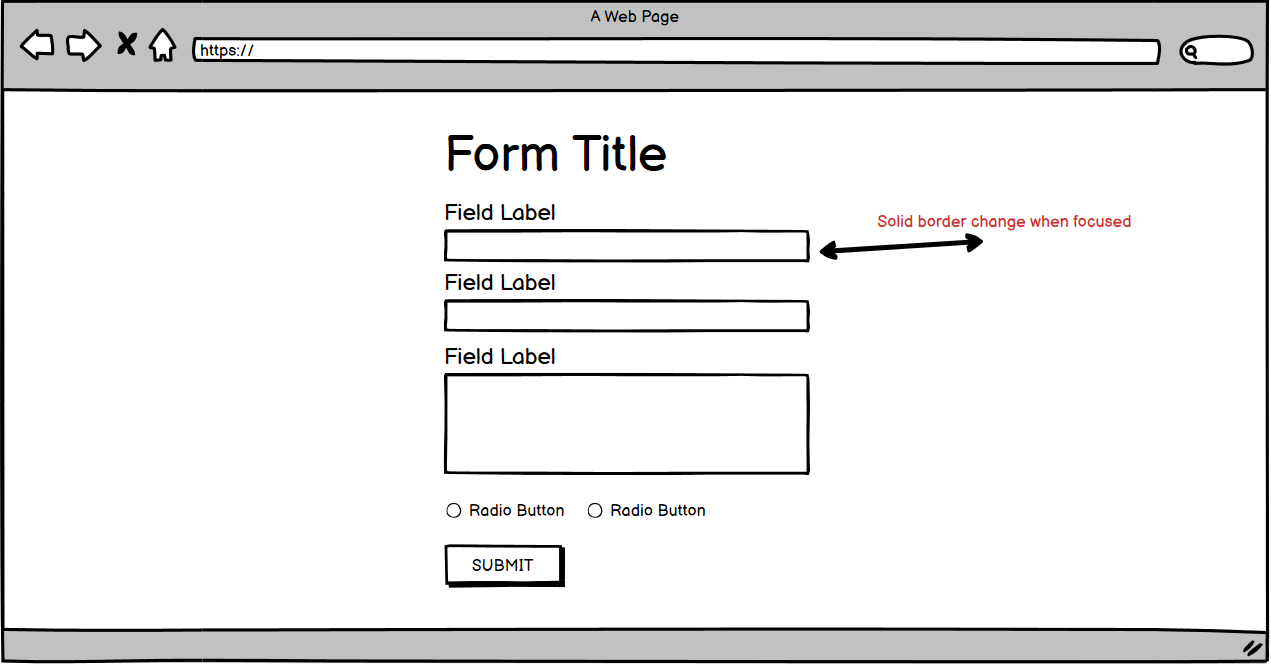 A Web Page
https://
Form Title
Field Label
Solid border change when focused
Field Label
Field Label
Radio Button Radio Button
SUBMIT